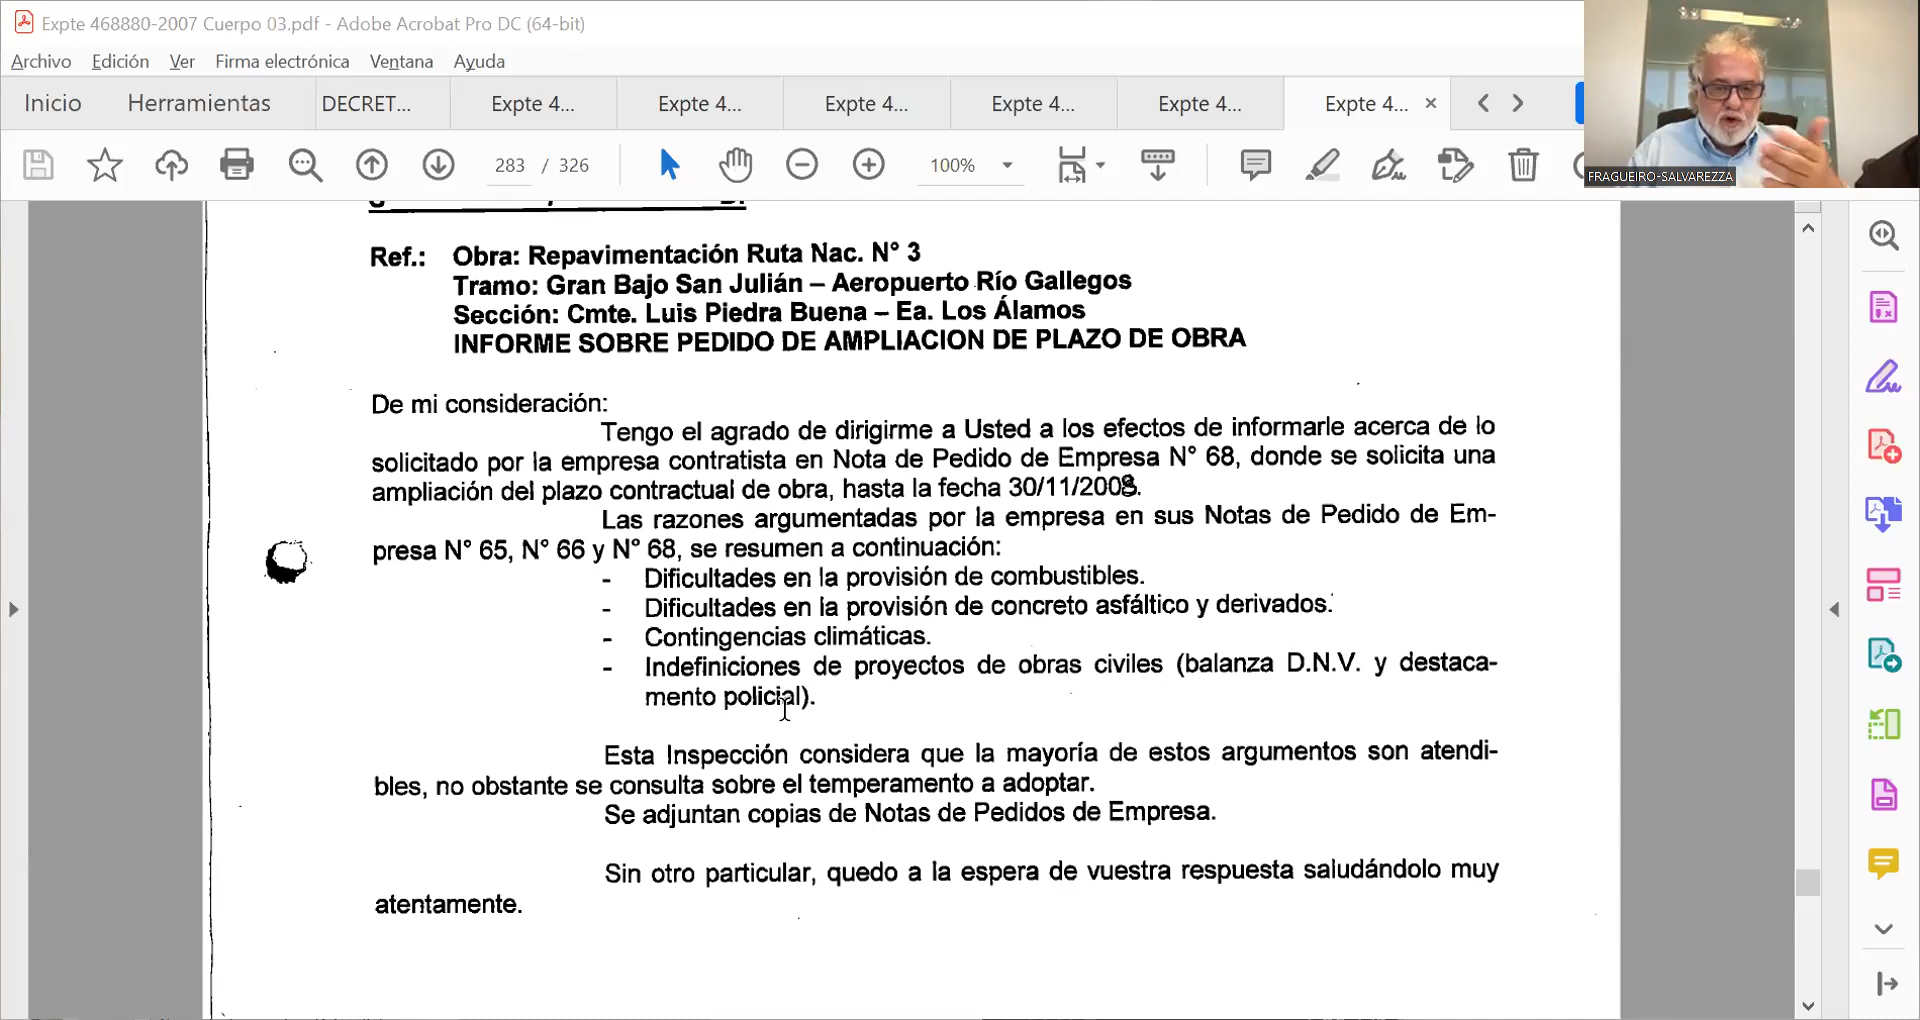 Expte 468880-2007 Cuerpo 03.pdf - Adobe Acrobat Pro DC (64-bit)
Archivo Edición Ver Firma electrónica Ventana Ayuda
Inicio Herramientas DECRET... Expte 4... Expte 4... Expte 4... Expte 4... Expte 4... Expte 4...
283 / 326 100%
FRAGUEIRO-SALVAREZZA
Ref.: Obra: Repavimentación Ruta Nac. N° 3
Tramo: Gran Bajo San Julián – Aeropuerto Río Gallegos
Sección: Cmte. Luis Piedra Buena – Ea. Los Álamos
INFORME SOBRE PEDIDO DE AMPLIACION DE PLAZO DE OBRA
De mi consideración:
Tengo el agrado de dirigirme a Usted a los efectos de informarle acerca de lo
solicitado por la empresa contratista en Nota de Pedido de Empresa N° 68, donde se solicita una
ampliación del plazo contractual de obra, hasta la fecha 30/11/2008.
Las razones argumentadas por la empresa en sus Notas de Pedido de Em-
presa N° 65, N° 66 y N° 68, se resumen a continuación:
- Dificultades en la provisión de combustibles.
- Dificultades en la provisión de concreto asfáltico y derivados.
- Contingencias climáticas.
- Indefiniciones de proyectos de obras civiles (balanza D.N.V. y destaca-
mento policial).
Esta Inspección considera que la mayoría de estos argumentos son atendi-
bles, no obstante se consulta sobre el temperamento a adoptar.
Se adjuntan copias de Notas de Pedidos de Empresa.
Sin otro particular, quedo a la espera de vuestra respuesta saludándolo muy
atentamente.